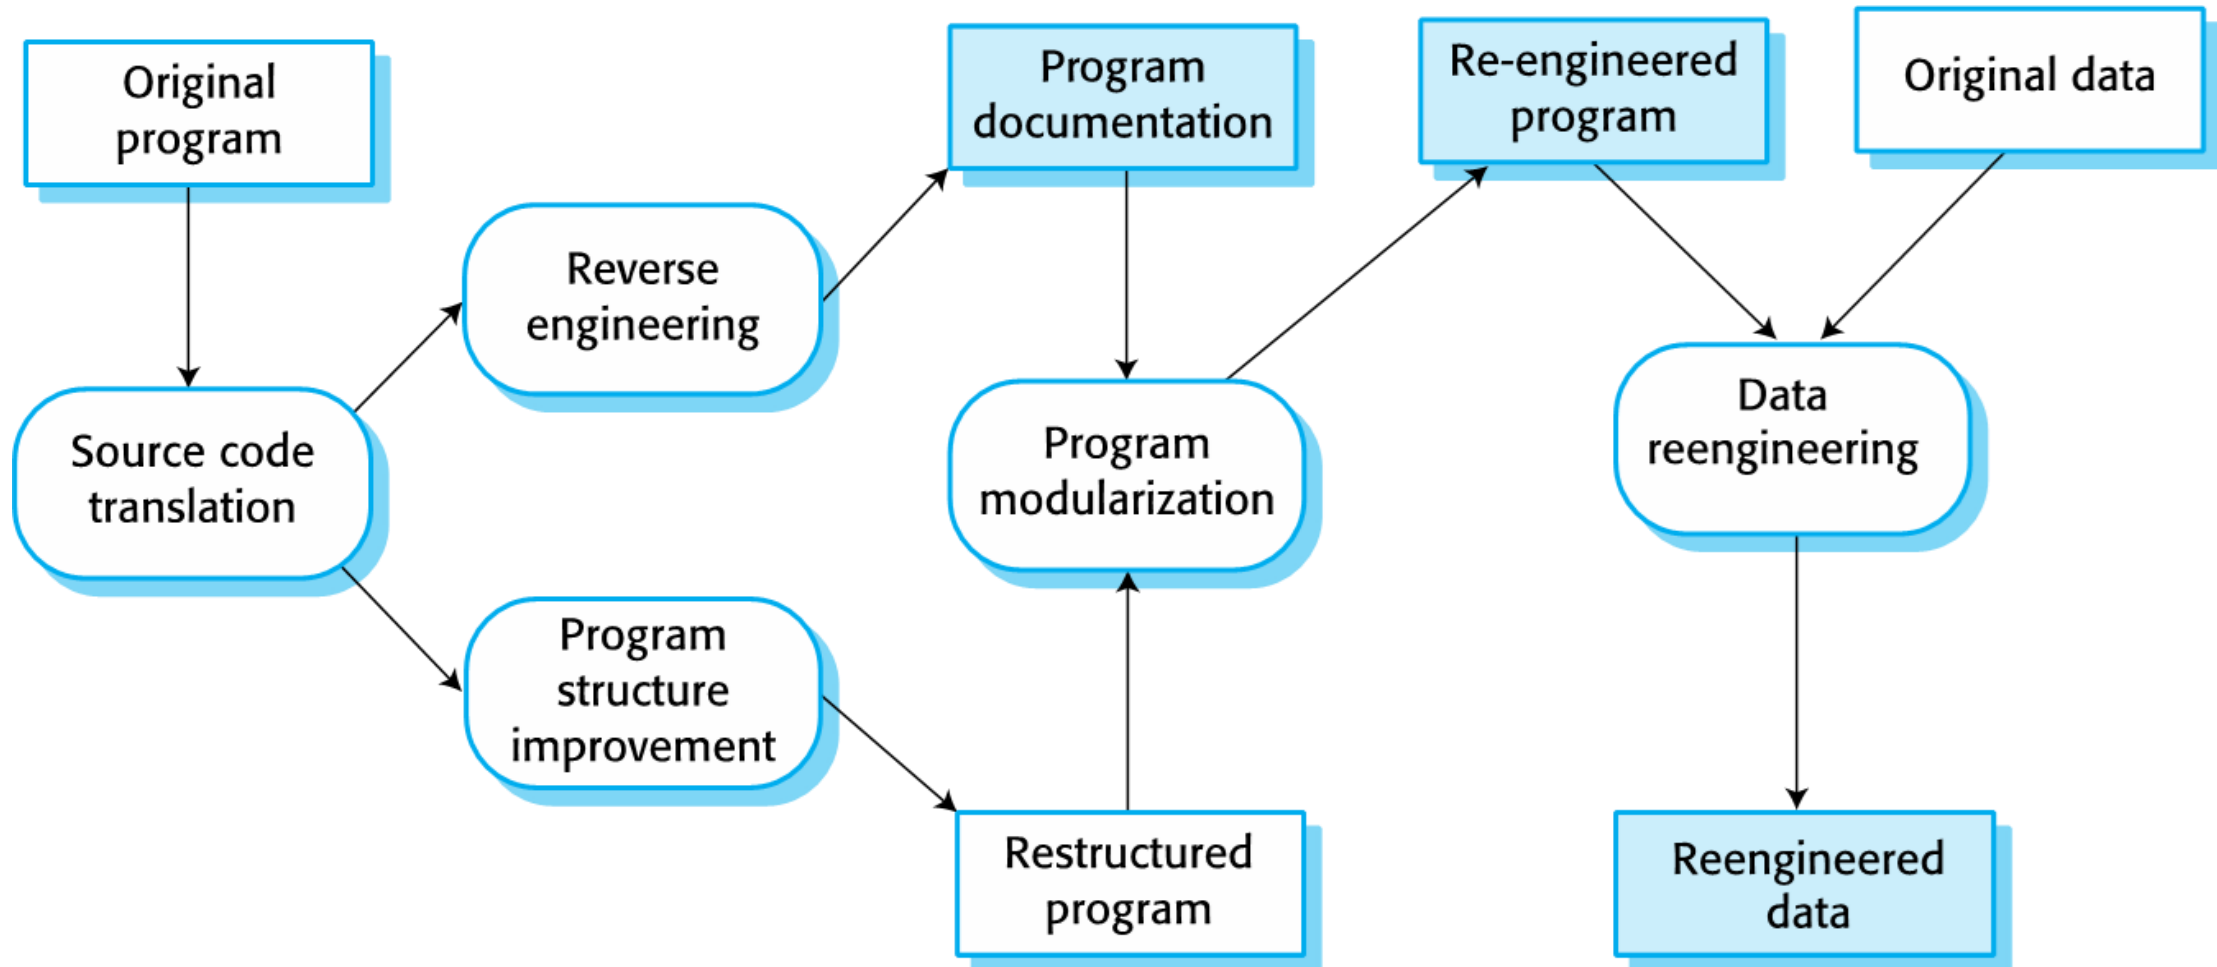 Original
program
Program
documentation
Re-engineered
program
Original data
Reverse
engineering
Source code
translation
Program
modularization
Data
reengineering
Program
structure
improvement
Restructured
program
Reengineered
data